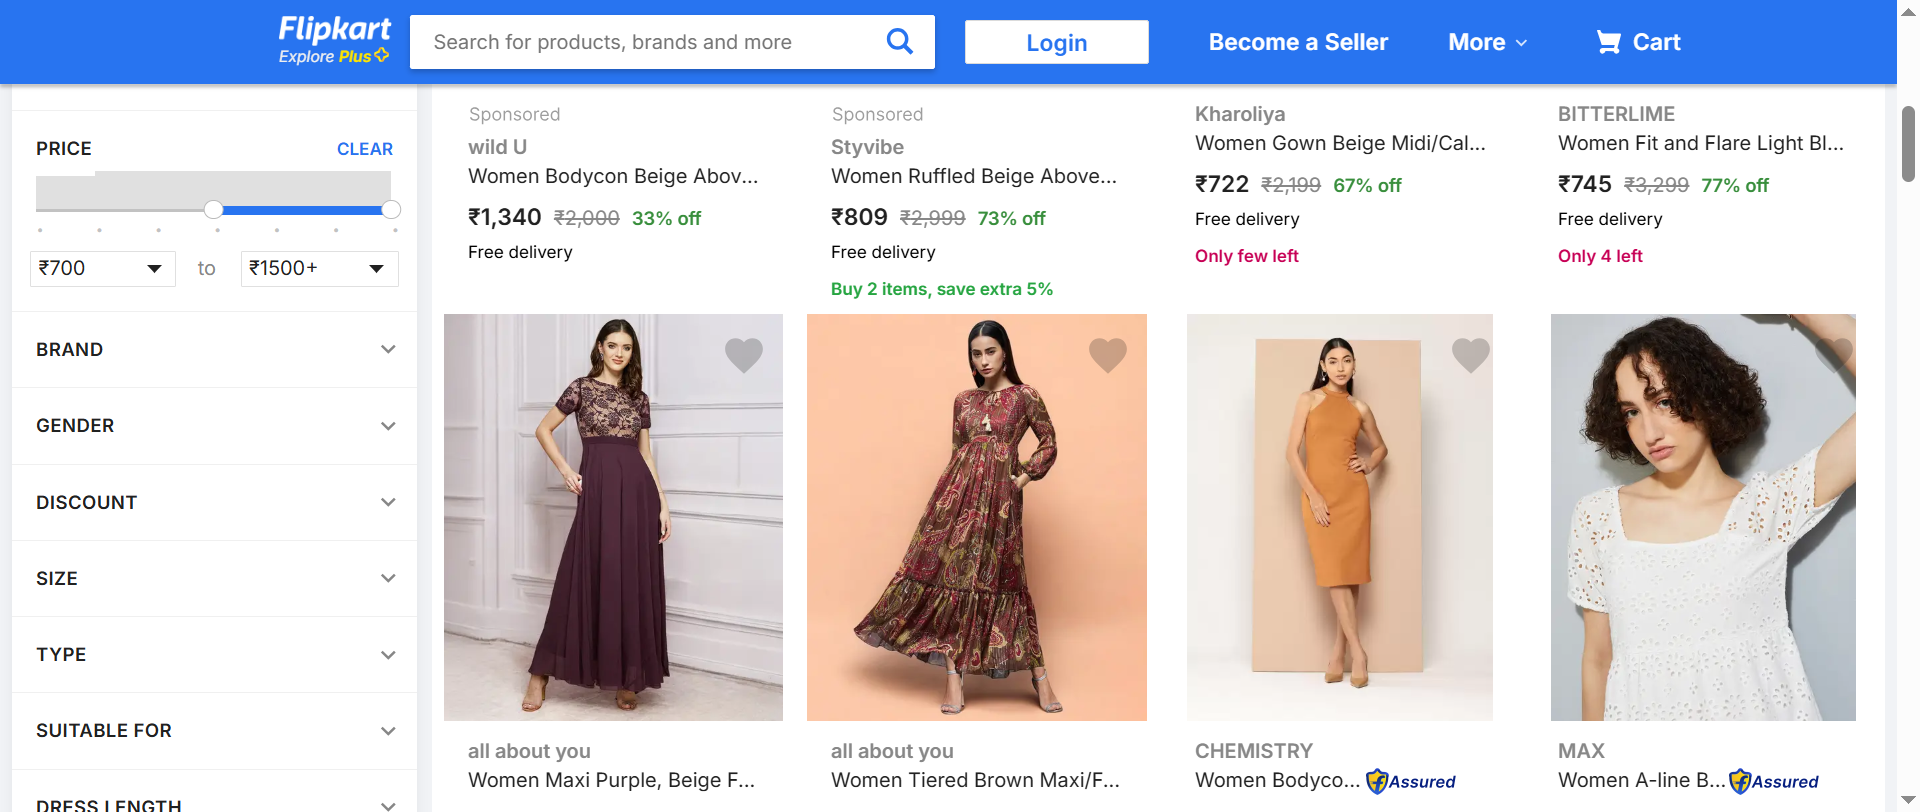 Flipkart
Explore Plus
Search for products, brands and more
Login
Become a Seller
More
Cart
PRICE
CLEAR
₹700
to
₹1500+
BRAND
GENDER
DISCOUNT
SIZE
TYPE
SUITABLE FOR
DRESS LENGTH
Sponsored
wild U
Women Bodycon Beige Abov...
₹1,340 ₹2,000 33% off
Free delivery
Sponsored
Styvibe
Women Ruffled Beige Above...
₹809 ₹2,999 73% off
Free delivery
Buy 2 items, save extra 5%
Kharoliya
Women Gown Beige Midi/Cal...
₹722 ₹2,199 67% off
Free delivery
Only few left
BITTERLIME
Women Fit and Flare Light Bl...
₹745 ₹3,299 77% off
Free delivery
Only 4 left
all about you
Women Maxi Purple, Beige F...
all about you
Women Tiered Brown Maxi/F...
CHEMISTRY
Women Bodyco... f Assured
MAX
Women A-line B... f Assured